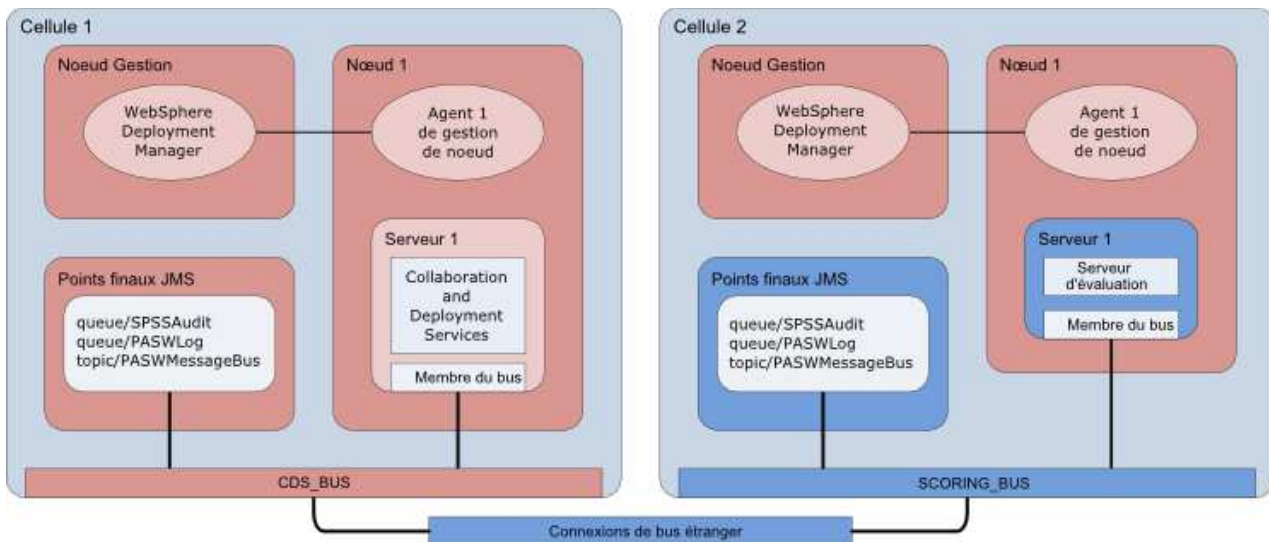 Cellule 1
Noeud Gestion
WebSphere
Deployment
Manager
Nœud 1
Agent 1
de gestion
de noeud
Serveur 1
Collaboration
and
Deployment
Services
Membre du bus
Points finaux JMS
queue/SPSSAudit
queue/PASWLog
topic/PASWMessageBus
CDS_BUS
Cellule 2
Noeud Gestion
WebSphere
Deployment
Manager
Nœud 1
Agent 1
de gestion
de noeud
Serveur 1
Serveur
d'évaluation
Membre du bus
Points finaux JMS
queue/SPSSAudit
queue/PASWLog
topic/PASWMessageBus
SCORING_BUS
Connexions de bus étranger